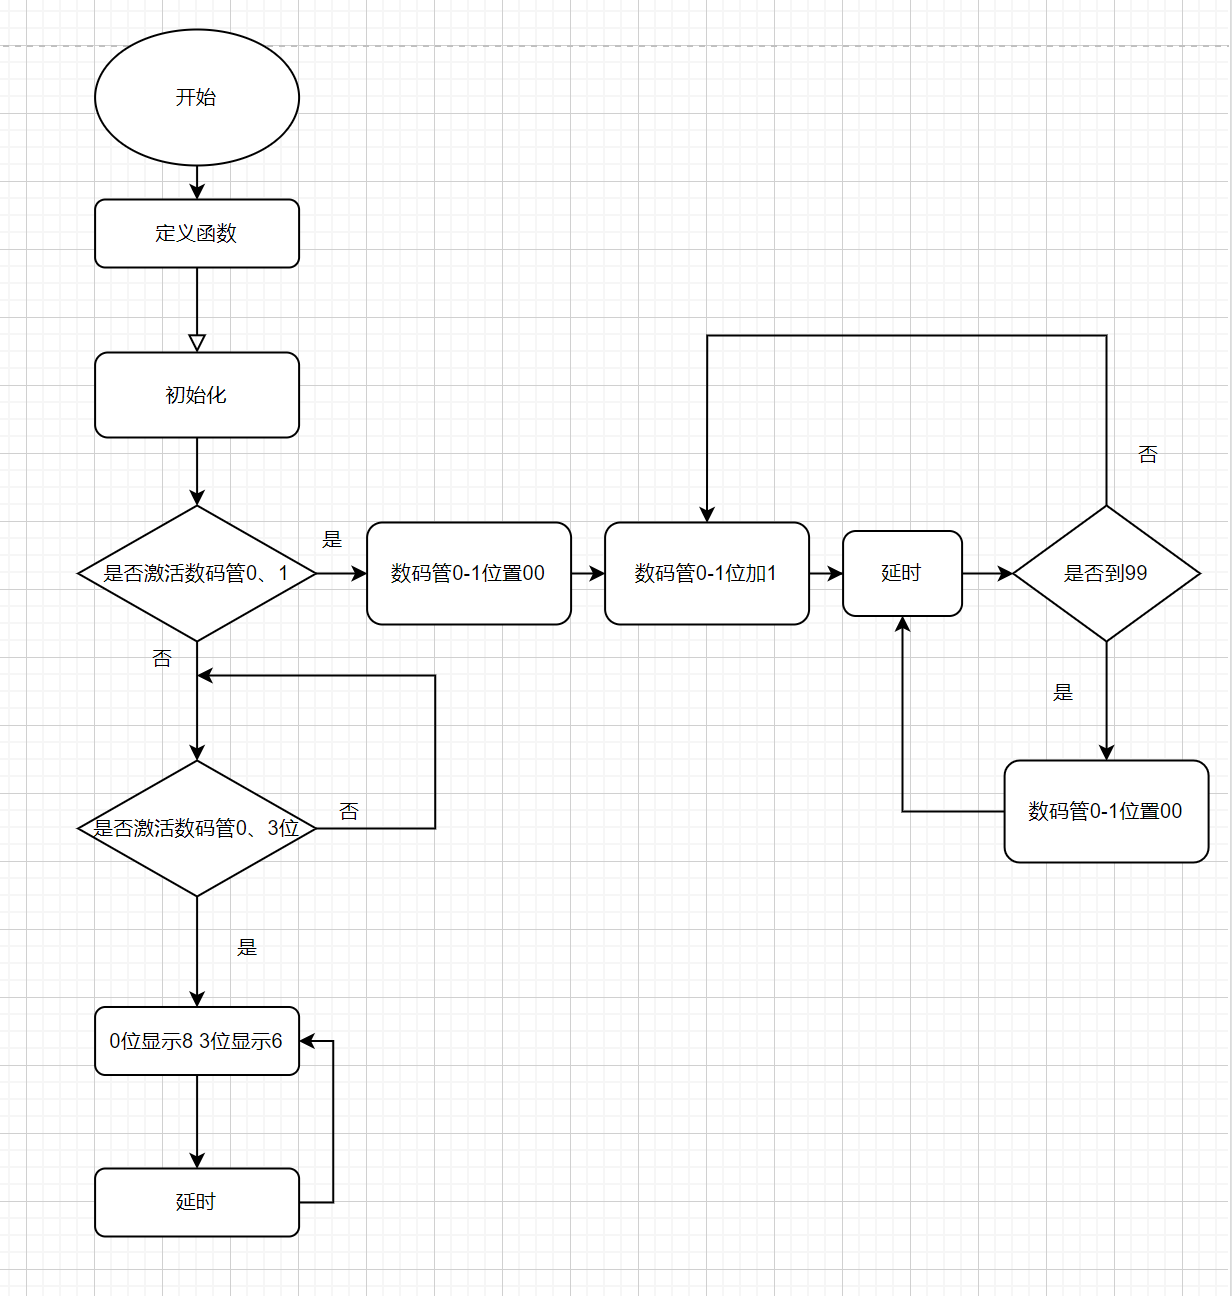 开始
定义函数
初始化
是否激活数码管0、1
是
数码管0-1位置00
数码管0-1位加1
延时
是否到99
否
是
数码管0-1位置00
否
是否激活数码管0、3位
否
是
0位显示8 3位显示6
延时